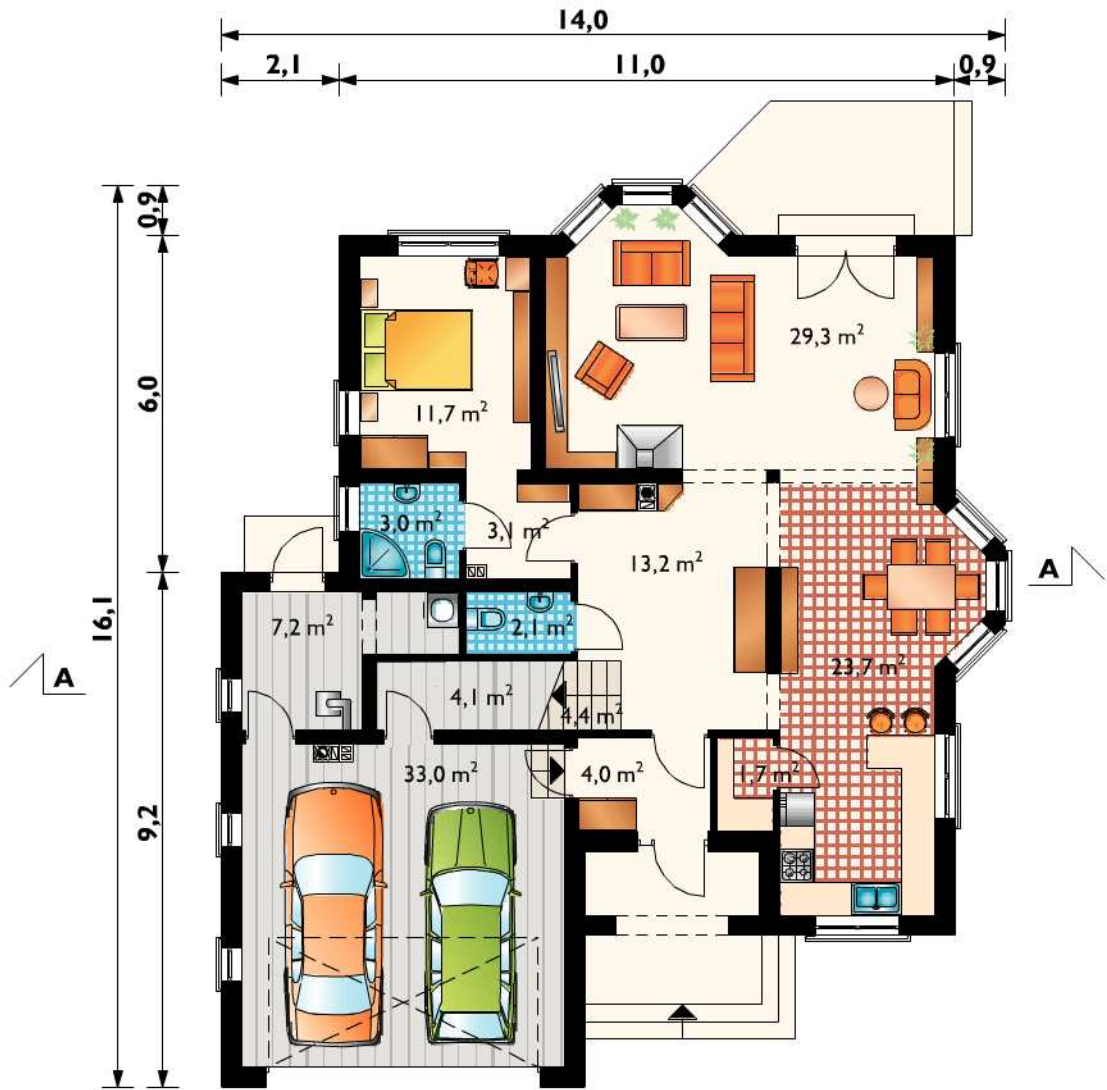 14,0
2,1 11,0 0,9
0,9
6,0
16,1
9,2
29,3 m²
11,7 m²
3,0 m²
3,1 m²
13,2 m²
A
7,2 m²
2,1 m²
23,7 m²
A
4,1 m²
4,4 m²
33,0 m²
4,0 m²
1,7 m²